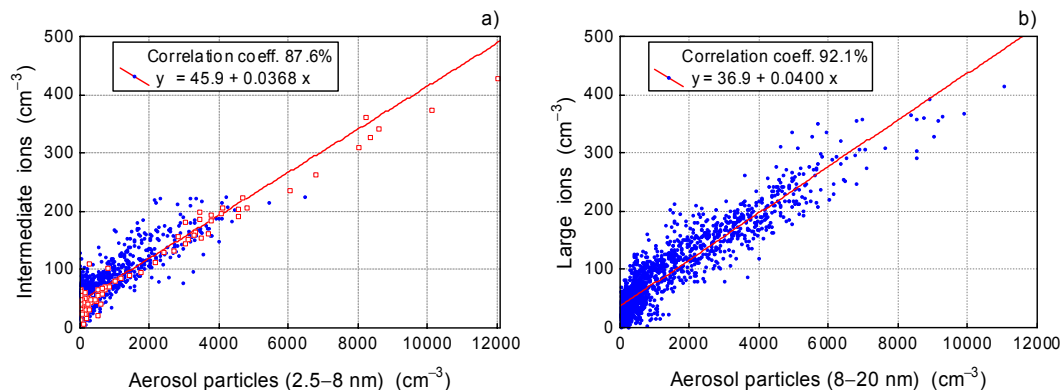 a)
Intermediate ions (cm⁻³)
500
400
300
200
100
0
Correlation coeff. 87.6%
y = 45.9 + 0.0368 x
0 2000 4000 6000 8000 10000 12000
Aerosol particles (2.5–8 nm) (cm⁻³)
b)
Large ions (cm⁻³)
500
400
300
200
100
0
Correlation coeff. 92.1%
y = 36.9 + 0.0400 x
0 2000 4000 6000 8000 10000 12000
Aerosol particles (8–20 nm) (cm⁻³)